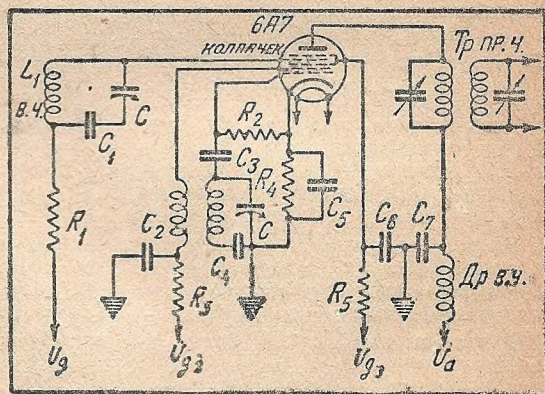 6А7
КОЛПАЧЕК
Тр ПР. Ч.
L₁
В.Ч.
C
C₁
R₂
C₃
R₄
C₅
R₁
C₂
C
C₄
C₆
C₇
R₃
R₅
Др В.Ч.
Ug
Ug₂
Ug₃
Ua